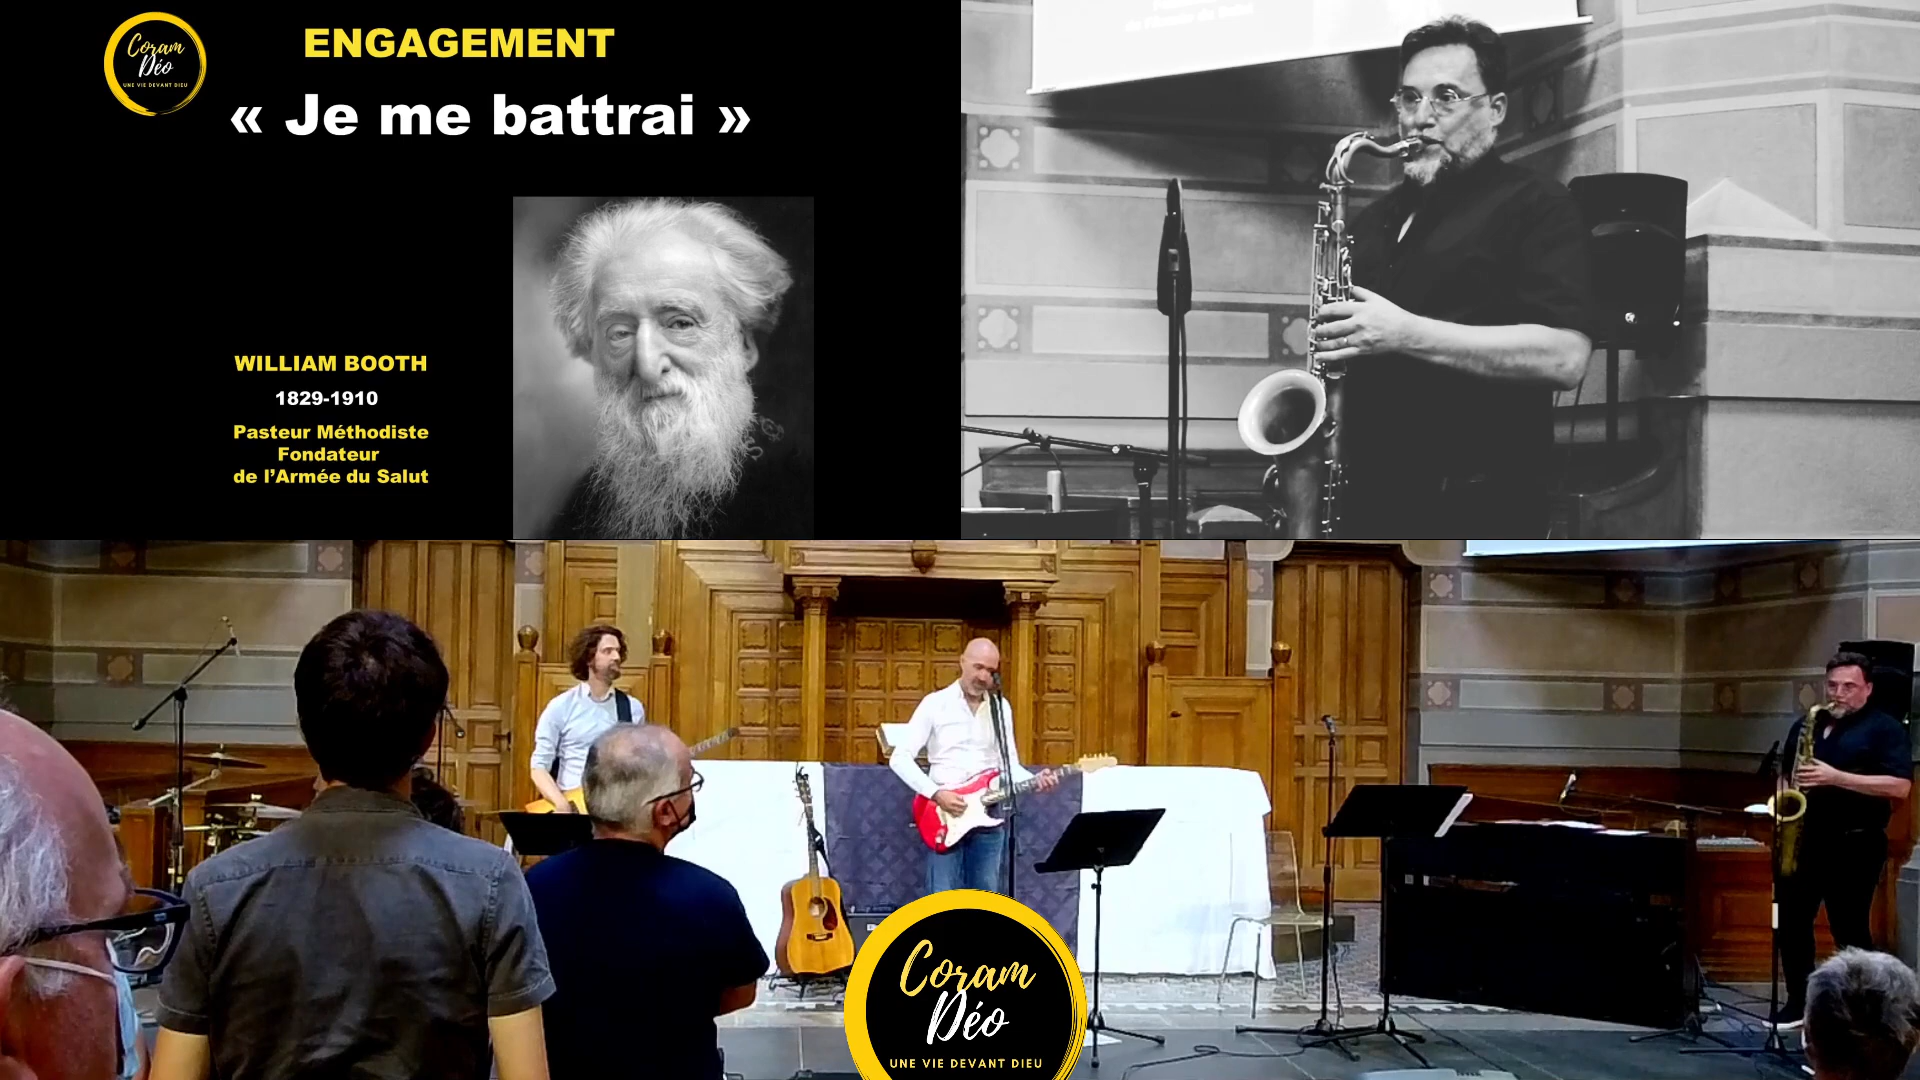 Coram
Déo
UNE VIE DEVANT DIEU
ENGAGEMENT
« Je me battrai »
WILLIAM BOOTH
1829-1910
Pasteur Méthodiste
Fondateur
de l’Armée du Salut
Coram
Déo
UNE VIE DEVANT DIEU